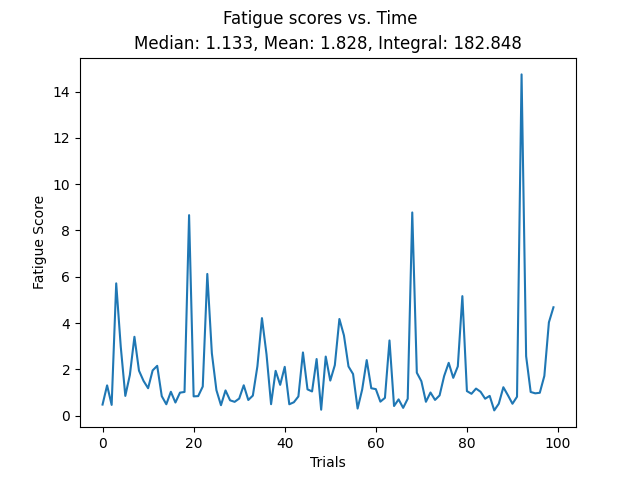 Fatigue scores vs. Time
Median: 1.133, Mean: 1.828, Integral: 182.848
14
12
10
8
6
4
2
0
Fatigue Score
0 20 40 60 80 100
Trials